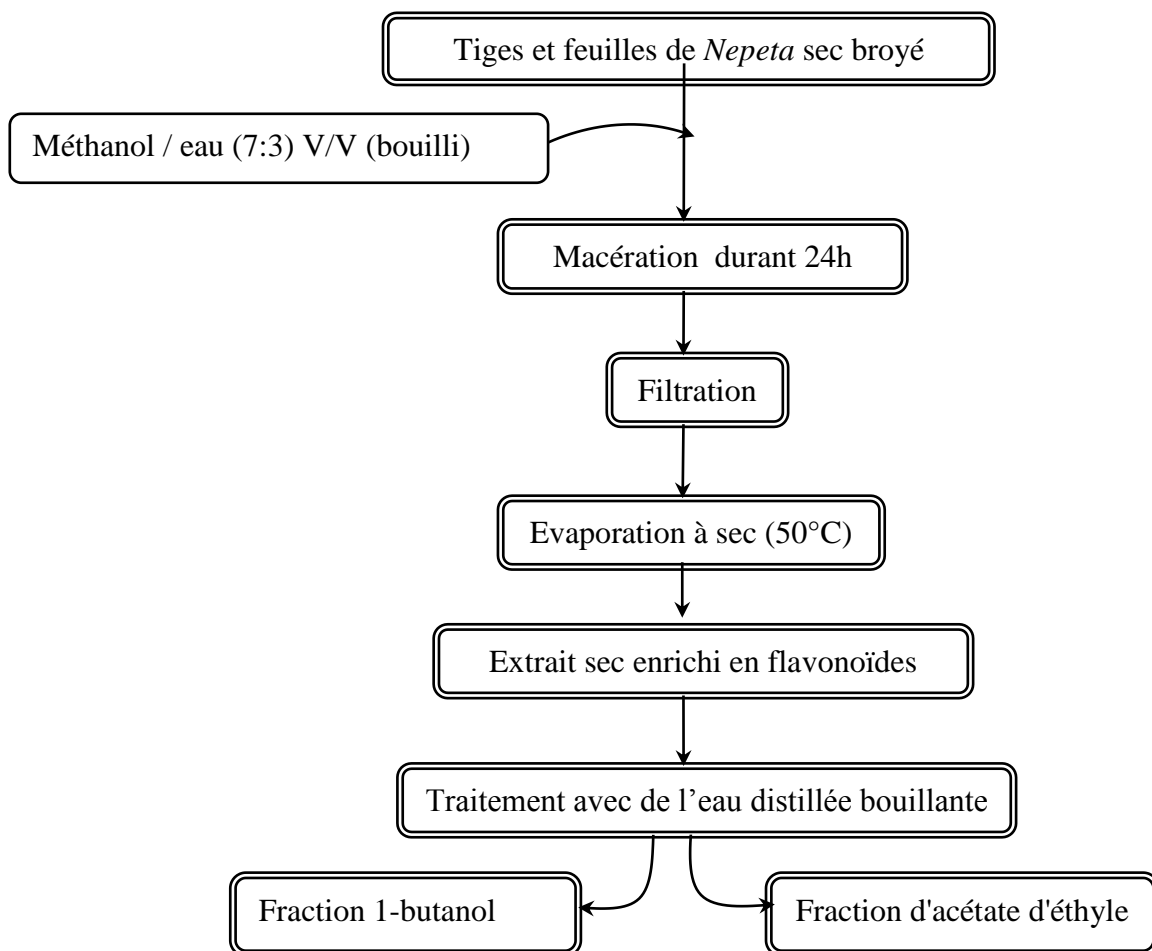 Tiges et feuilles de Nepeta sec broyé
Méthanol / eau (7:3) V/V (bouilli)
Macération durant 24h
Filtration
Evaporation à sec (50°C)
Extrait sec enrichi en flavonoïdes
Traitement avec de l’eau distillée bouillante
Fraction 1-butanol
Fraction d'acétate d'éthyle